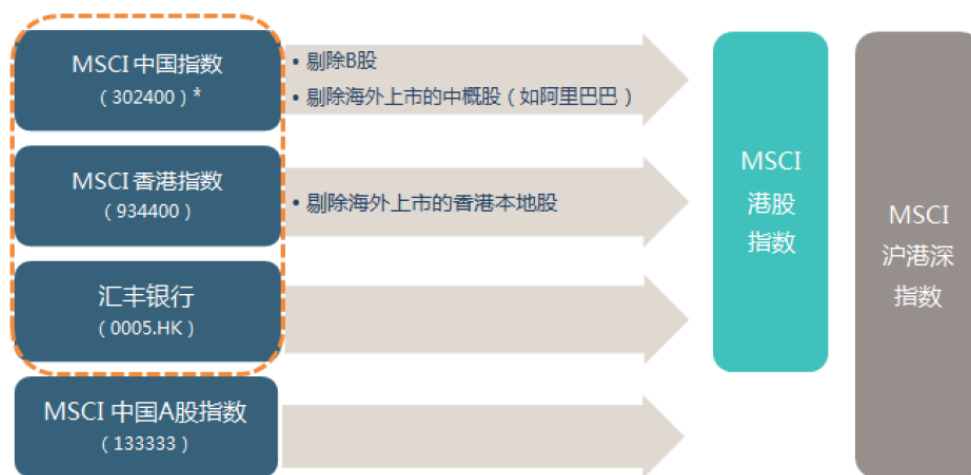 MSCI 中国指数
（302400）*
• 剔除B股
• 剔除海外上市的中概股（如阿里巴巴）
MSCI 香港指数
（934400）
• 剔除海外上市的香港本地股
汇丰银行
（0005.HK）
MSCI 中国A股指数
（133333）
MSCI
港股
指数
MSCI
沪港深
指数